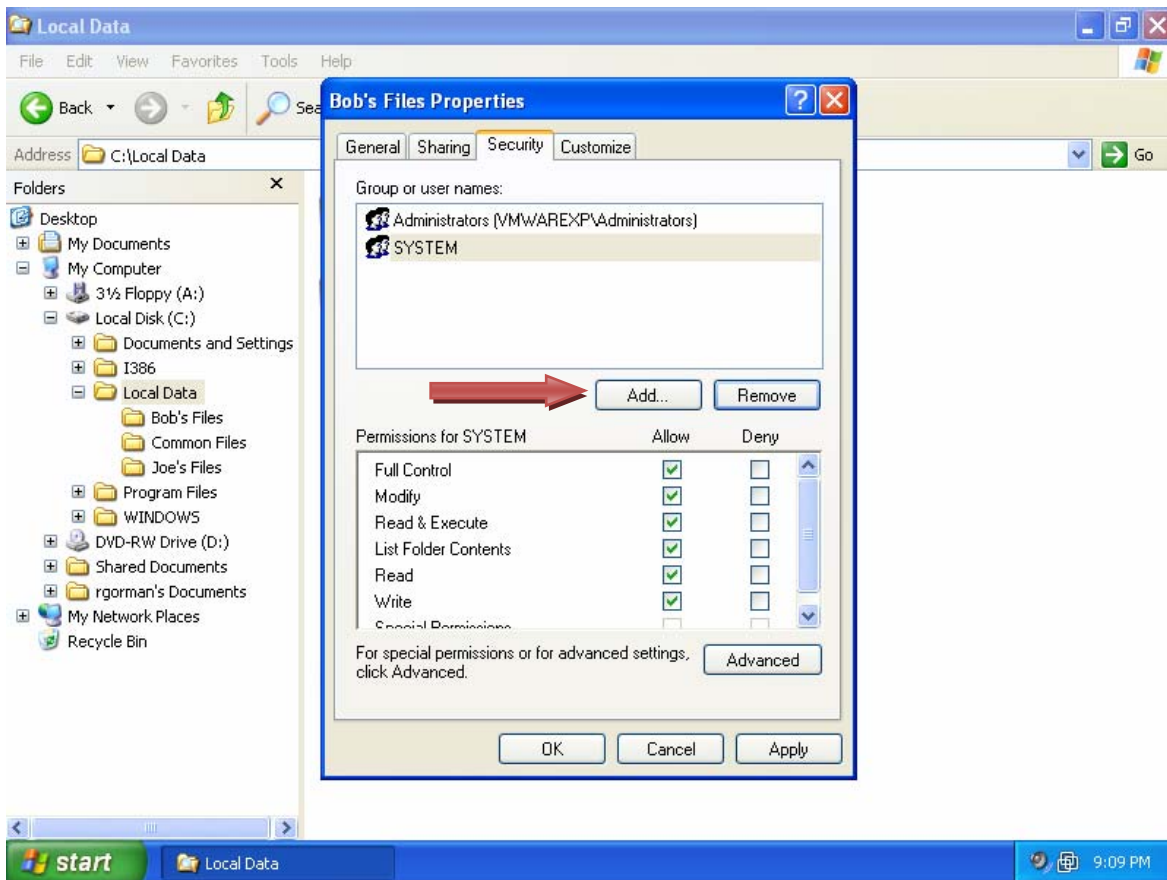 Local Data
File Edit View Favorites Tools Help
Back Sea
Address C:\Local Data Go
Folders
Desktop
My Documents
My Computer
3½ Floppy (A:)
Local Disk (C:)
Documents and Settings
I386
Local Data
Bob's Files
Common Files
Joe's Files
Program Files
WINDOWS
DVD-RW Drive (D:)
Shared Documents
rgorman's Documents
My Network Places
Recycle Bin
Bob's Files Properties
General Sharing Security Customize
Group or user names:
Administrators (VMWAREXP\Administrators)
SYSTEM
Add... Remove
Permissions for SYSTEM Allow Deny
Full Control
Modify
Read & Execute
List Folder Contents
Read
Write
Special Permissions
For special permissions or for advanced settings,
click Advanced.
Advanced
OK Cancel Apply
start Local Data 9:09 PM